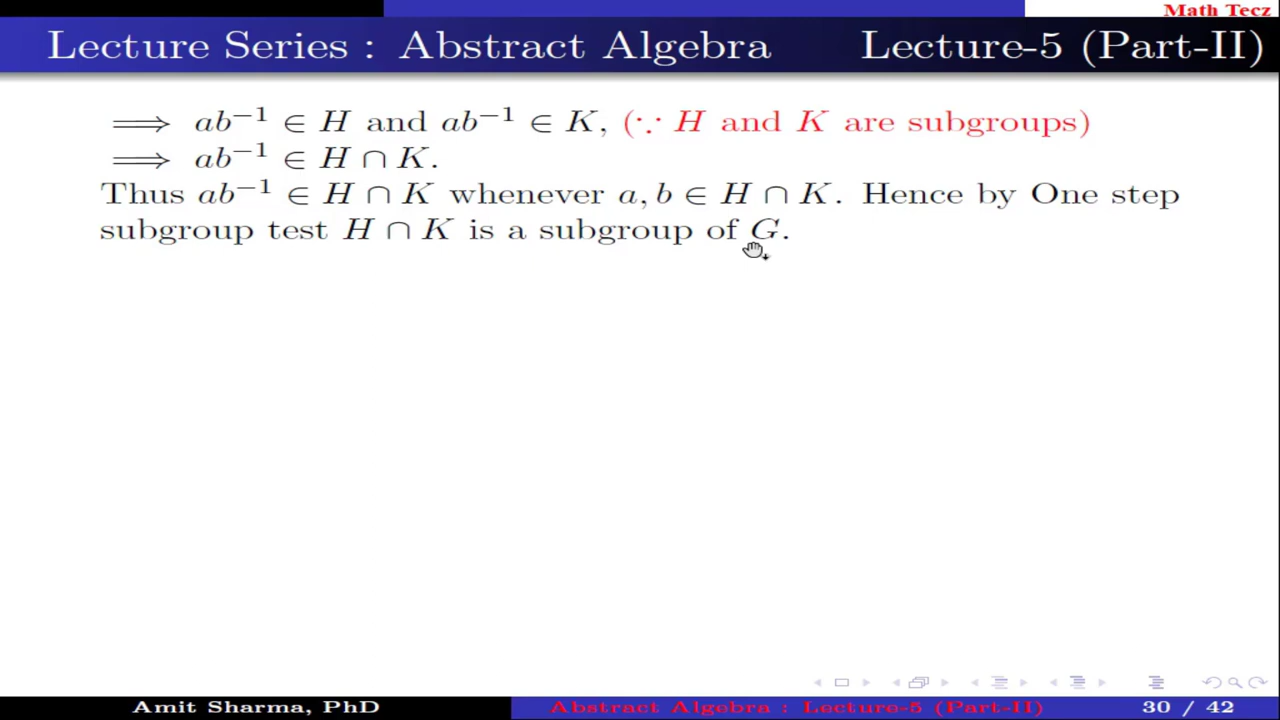 Math Tecz
Lecture Series : Abstract Algebra Lecture-5 (Part-II)
⟹ ab⁻¹ ∈ H and ab⁻¹ ∈ K, (∵ H and K are subgroups)
⟹ ab⁻¹ ∈ H ∩ K.
Thus ab⁻¹ ∈ H ∩ K whenever a, b ∈ H ∩ K. Hence by One step
subgroup test H ∩ K is a subgroup of G.
Amit Sharma, PhD Abstract Algebra : Lecture-5 (Part-II) 30 / 42